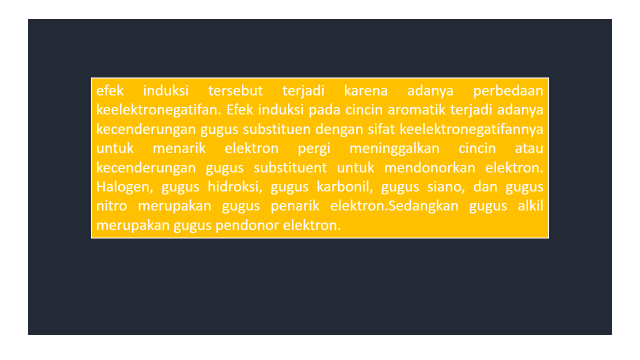 efek induksi tersebut terjadi karena adanya perbedaan
keelektronegatifan. Efek induksi pada cincin aromatik terjadi adanya
kecenderungan gugus substituen dengan sifat keelektronegatifannya
untuk menarik elektron pergi meninggalkan cincin atau
kecenderungan gugus substituent untuk mendonorkan elektron.
Halogen, gugus hidroksi, gugus karbonil, gugus siano, dan gugus
nitro merupakan gugus penarik elektron.Sedangkan gugus alkil
merupakan gugus pendonor elektron.